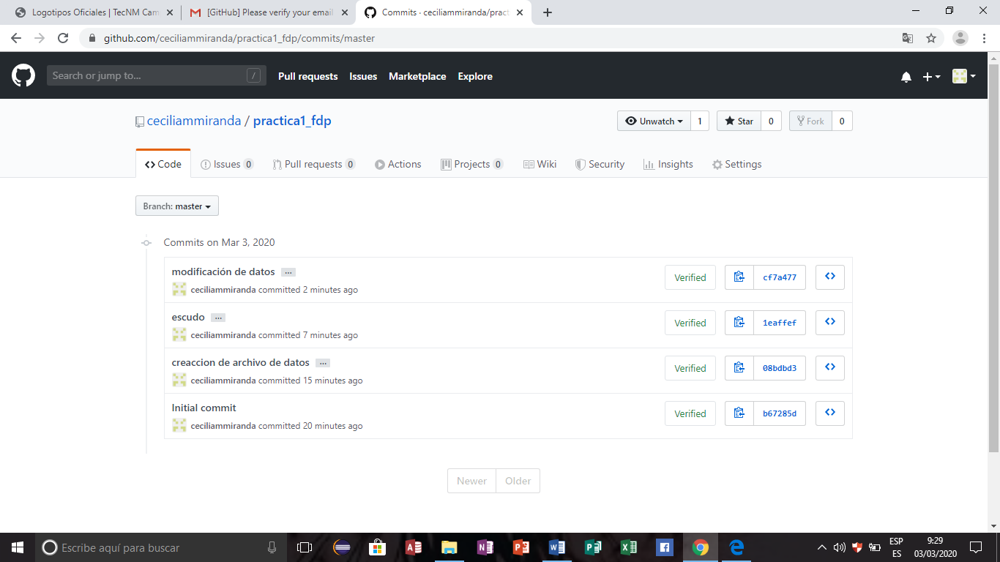 Logotipos Oficiales | TecNM Cam
[GitHub] Please verify your email
Commits · ceciliammiranda/pract
github.com/ceciliammiranda/practica1_fdp/commits/master
Search or jump to... /
Pull requests Issues Marketplace Explore
ceciliammiranda / practica1_fdp
Unwatch 1 Star 0 Fork 0
Code Issues 0 Pull requests 0 Actions Projects 0 Wiki Security Insights Settings
Branch: master
Commits on Mar 3, 2020
modificación de datos ...
ceciliammiranda committed 2 minutes ago
Verified cf7a477
escudo ...
ceciliammiranda committed 7 minutes ago
Verified 1eaffef
creaccion de archivo de datos ...
ceciliammiranda committed 15 minutes ago
Verified 08bdbd3
Initial commit
ceciliammiranda committed 20 minutes ago
Verified b67285d
Newer Older
Escribe aquí para buscar
ESP
ES
9:29
03/03/2020